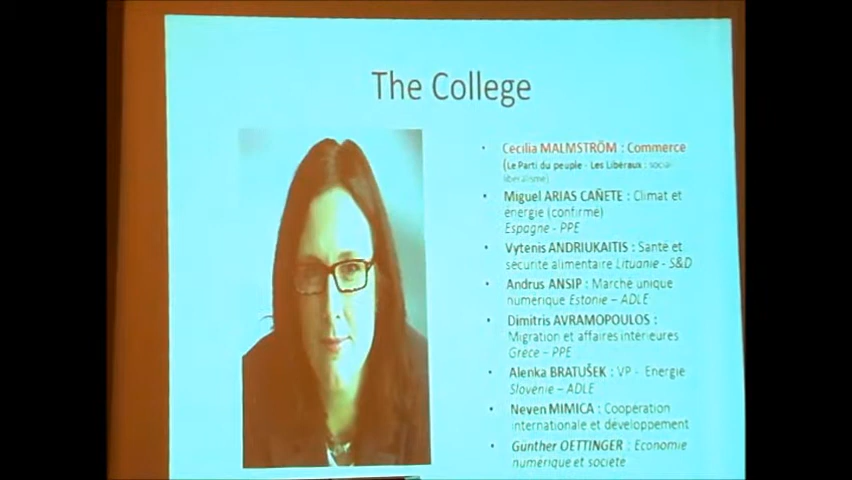 The College
• Cecilia MALMSTRÖM : Commerce
(Le Parti du peuple - Les Libéraux : social-
libéralisme)
• Miguel ARIAS CAÑETE : Climat et
énergie (confirmé)
Espagne - PPE
• Vytenis ANDRIUKAITIS : Santé et
sécurité alimentaire Lituanie - S&D
• Andrus ANSIP : Marché unique
numérique Estonie – ADLE
• Dimitris AVRAMOPOULOS :
Migration et affaires intérieures
Grèce – PPE
• Alenka BRATUŠEK : VP - Energie
Slovénie – ADLE
• Neven MIMICA : Coopération
internationale et développement
• Günther OETTINGER : Economie
numérique et société